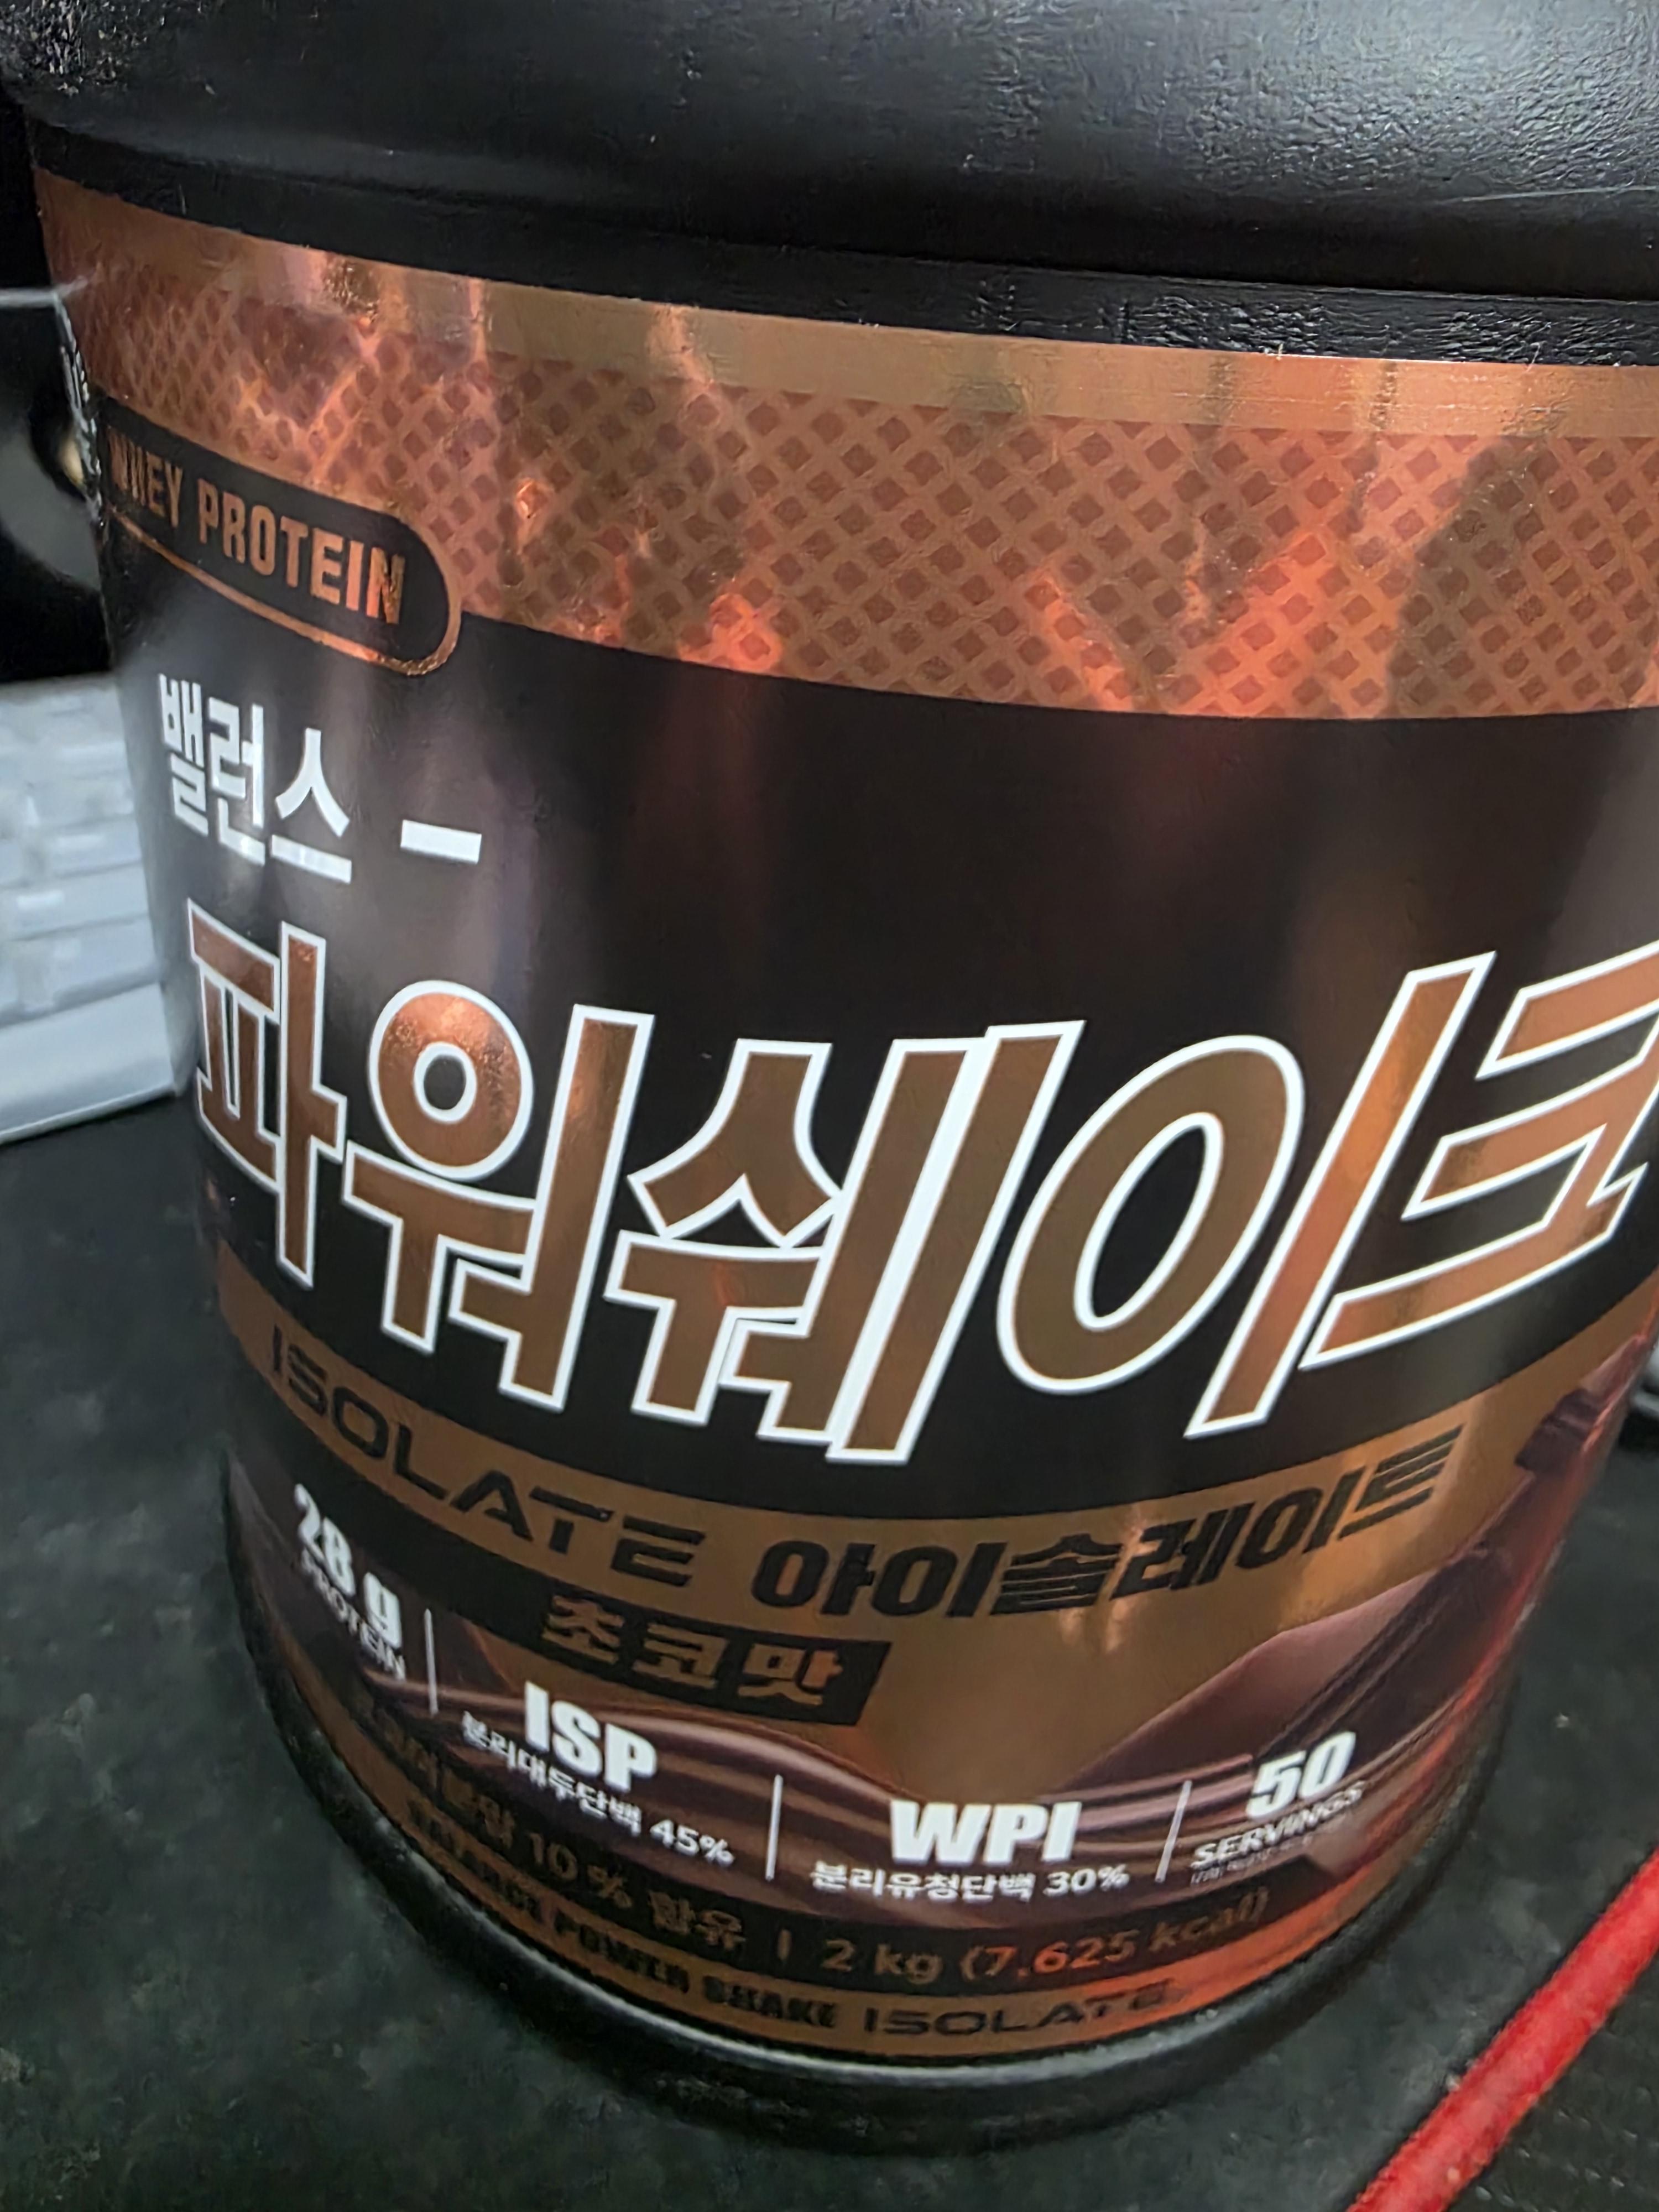 WHEY PROTEIN
밸런스 -
파워쉐이크
ISOLATE 아이솔레이트
초코맛
28 g
PROTEIN
ISP
분리대두단백 45%
WPI
분리유청단백 30%
50
SERVINGS
분말 10 % 함유 | 2 kg (7,625 kcal)
POWER SHAKE ISOLATE